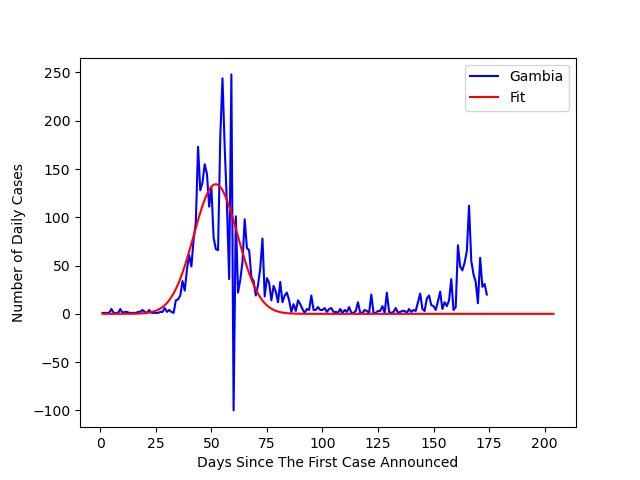 Gambia
Fit
Number of Daily Cases
250
200
150
100
50
0
−50
−100
0 25 50 75 100 125 150 175 200
Days Since The First Case Announced